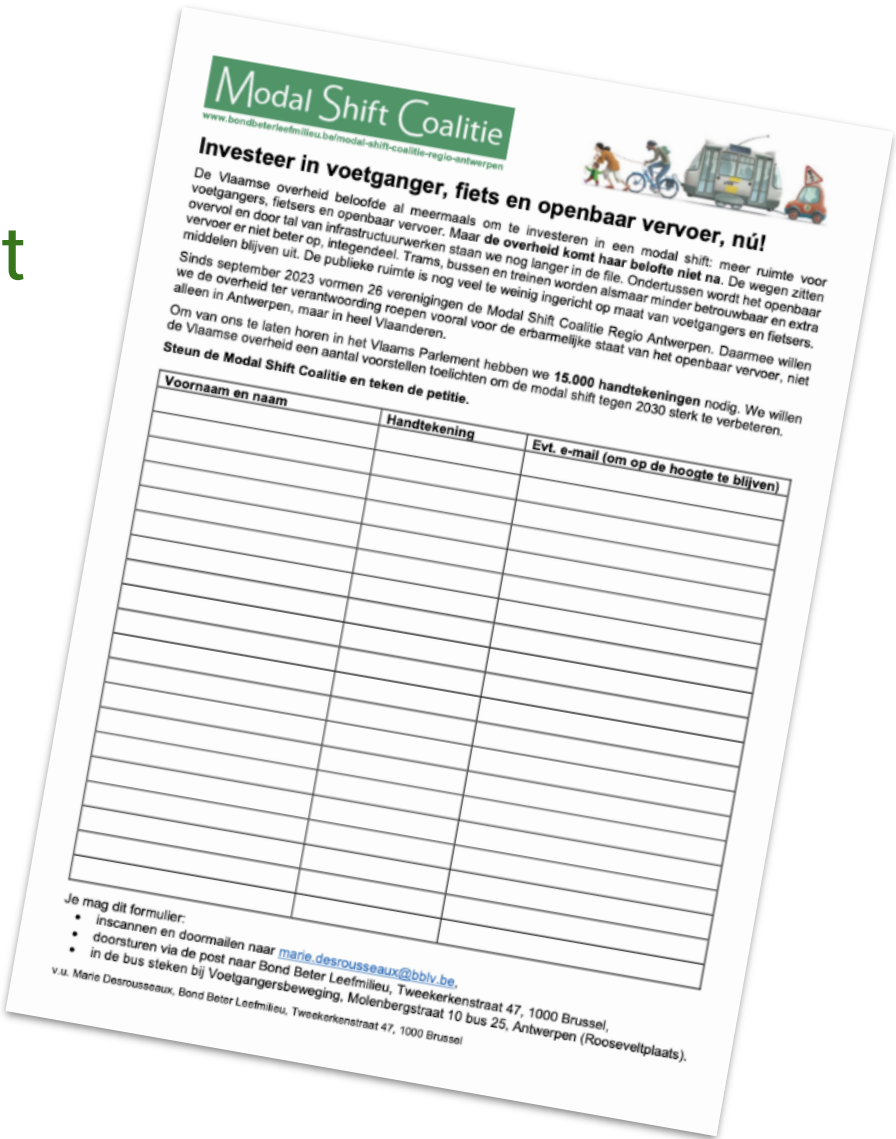 t
Modal Shift Coalitie
www.bondbeterleefmilieu.be/modal-shift-coalitie-regio-antwerpen
Investeer in voetganger, fiets en openbaar vervoer, nú!
De Vlaamse overheid beloofde al meermaals om te investeren in een modal shift: meer ruimte voor
voetgangers, fietsers en openbaar vervoer. Maar de overheid komt haar belofte niet na. De wegen zitten
overvol en door tal van infrastructuurwerken staan we nog langer in de file. Ondertussen wordt het openbaar
vervoer er niet beter op, integendeel. Trams, bussen en treinen worden alsmaar minder betrouwbaar en extra
middelen blijven uit. De publieke ruimte is nog veel te weinig ingericht op maat van voetgangers en fietsers.
Sinds september 2023 vormen 26 verenigingen de Modal Shift Coalitie Regio Antwerpen. Daarmee willen
we de overheid ter verantwoording roepen vooral voor de erbarmelijke staat van het openbaar vervoer, niet
alleen in Antwerpen, maar in heel Vlaanderen.
Om van ons te laten horen in het Vlaams Parlement hebben we 15.000 handtekeningen nodig. We willen
de Vlaamse overheid een aantal voorstellen toelichten om de modal shift tegen 2030 sterk te verbeteren.
Steun de Modal Shift Coalitie en teken de petitie.
Voornaam en naam
Handtekening
Evt. e-mail (om op de hoogte te blijven)
Je mag dit formulier:
• inscannen en doormailen naar marie.desrousseaux@bblv.be,
• doorsturen via de post naar Bond Beter Leefmilieu, Tweekerkenstraat 47, 1000 Brussel,
• in de bus steken bij Voetgangersbeweging, Molenbergstraat 10 bus 25, Antwerpen (Rooseveltplaats).
v.u. Marie Desrousseaux, Bond Beter Leefmilieu, Tweekerkenstraat 47, 1000 Brussel